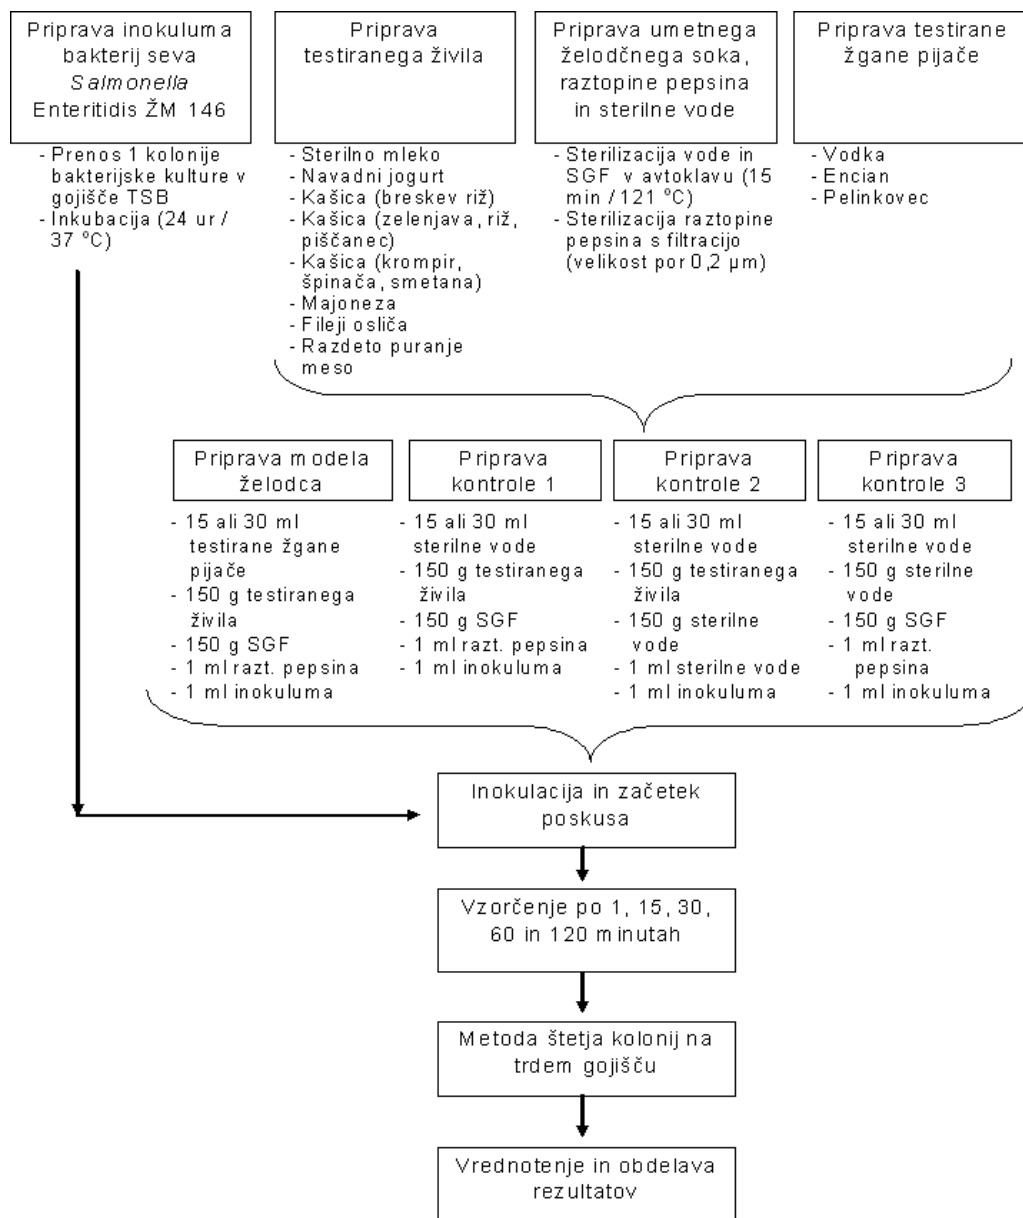 Priprava inokuluma
bakterij seva
Salmonella
Enteritidis ŽM 146
- Prenos 1 kolonije
bakterijske kulture v
gojišče TSB
- Inkubacija (24 ur /
37 °C)
Priprava
testiranega živila
- Sterilno mleko
- Navadni jogurt
- Kašica (breskev riž)
- Kašica (zelenjava, riž,
piščanec)
- Kašica (krompir,
špinača, smetana)
- Majoneza
- Fileji osliča
- Razdeto puranje
meso
Priprava umetnega
želodčnega soka,
raztopine pepsina
in sterilne vode
- Sterilizacija vode in
SGF v avtoklavu (15
min / 121 °C)
- Sterilizacija raztopine
pepsina s filtracijo
(velikost por 0,2 µm)
Priprava testirane
žgane pijače
- Vodka
- Encian
- Pelinkovec
Priprava modela
želodca
- 15 ali 30 ml
testirane žgane
pijače
- 150 g testiranega
živila
- 150 g SGF
- 1 ml razt. pepsina
- 1 ml inokuluma
Priprava
kontrole 1
- 15 ali 30 ml
sterilne vode
- 150 g testiranega
živila
- 150 g SGF
- 1 ml razt. pepsina
- 1 ml inokuluma
Priprava
kontrole 2
- 15 ali 30 ml
sterilne vode
- 150 g testiranega
živila
- 150 g sterilne
vode
- 1 ml sterilne vode
- 1 ml inokuluma
Priprava
kontrole 3
- 15 ali 30 ml
sterilne vode
- 150 g sterilne
vode
- 150 g SGF
- 1 ml razt.
pepsina
- 1 ml inokuluma
Inokulacija in začetek
poskusa
Vzorčenje po 1, 15, 30,
60 in 120 minutah
Metoda štetja kolonij na
trdem gojišču
Vrednotenje in obdelava
rezultatov